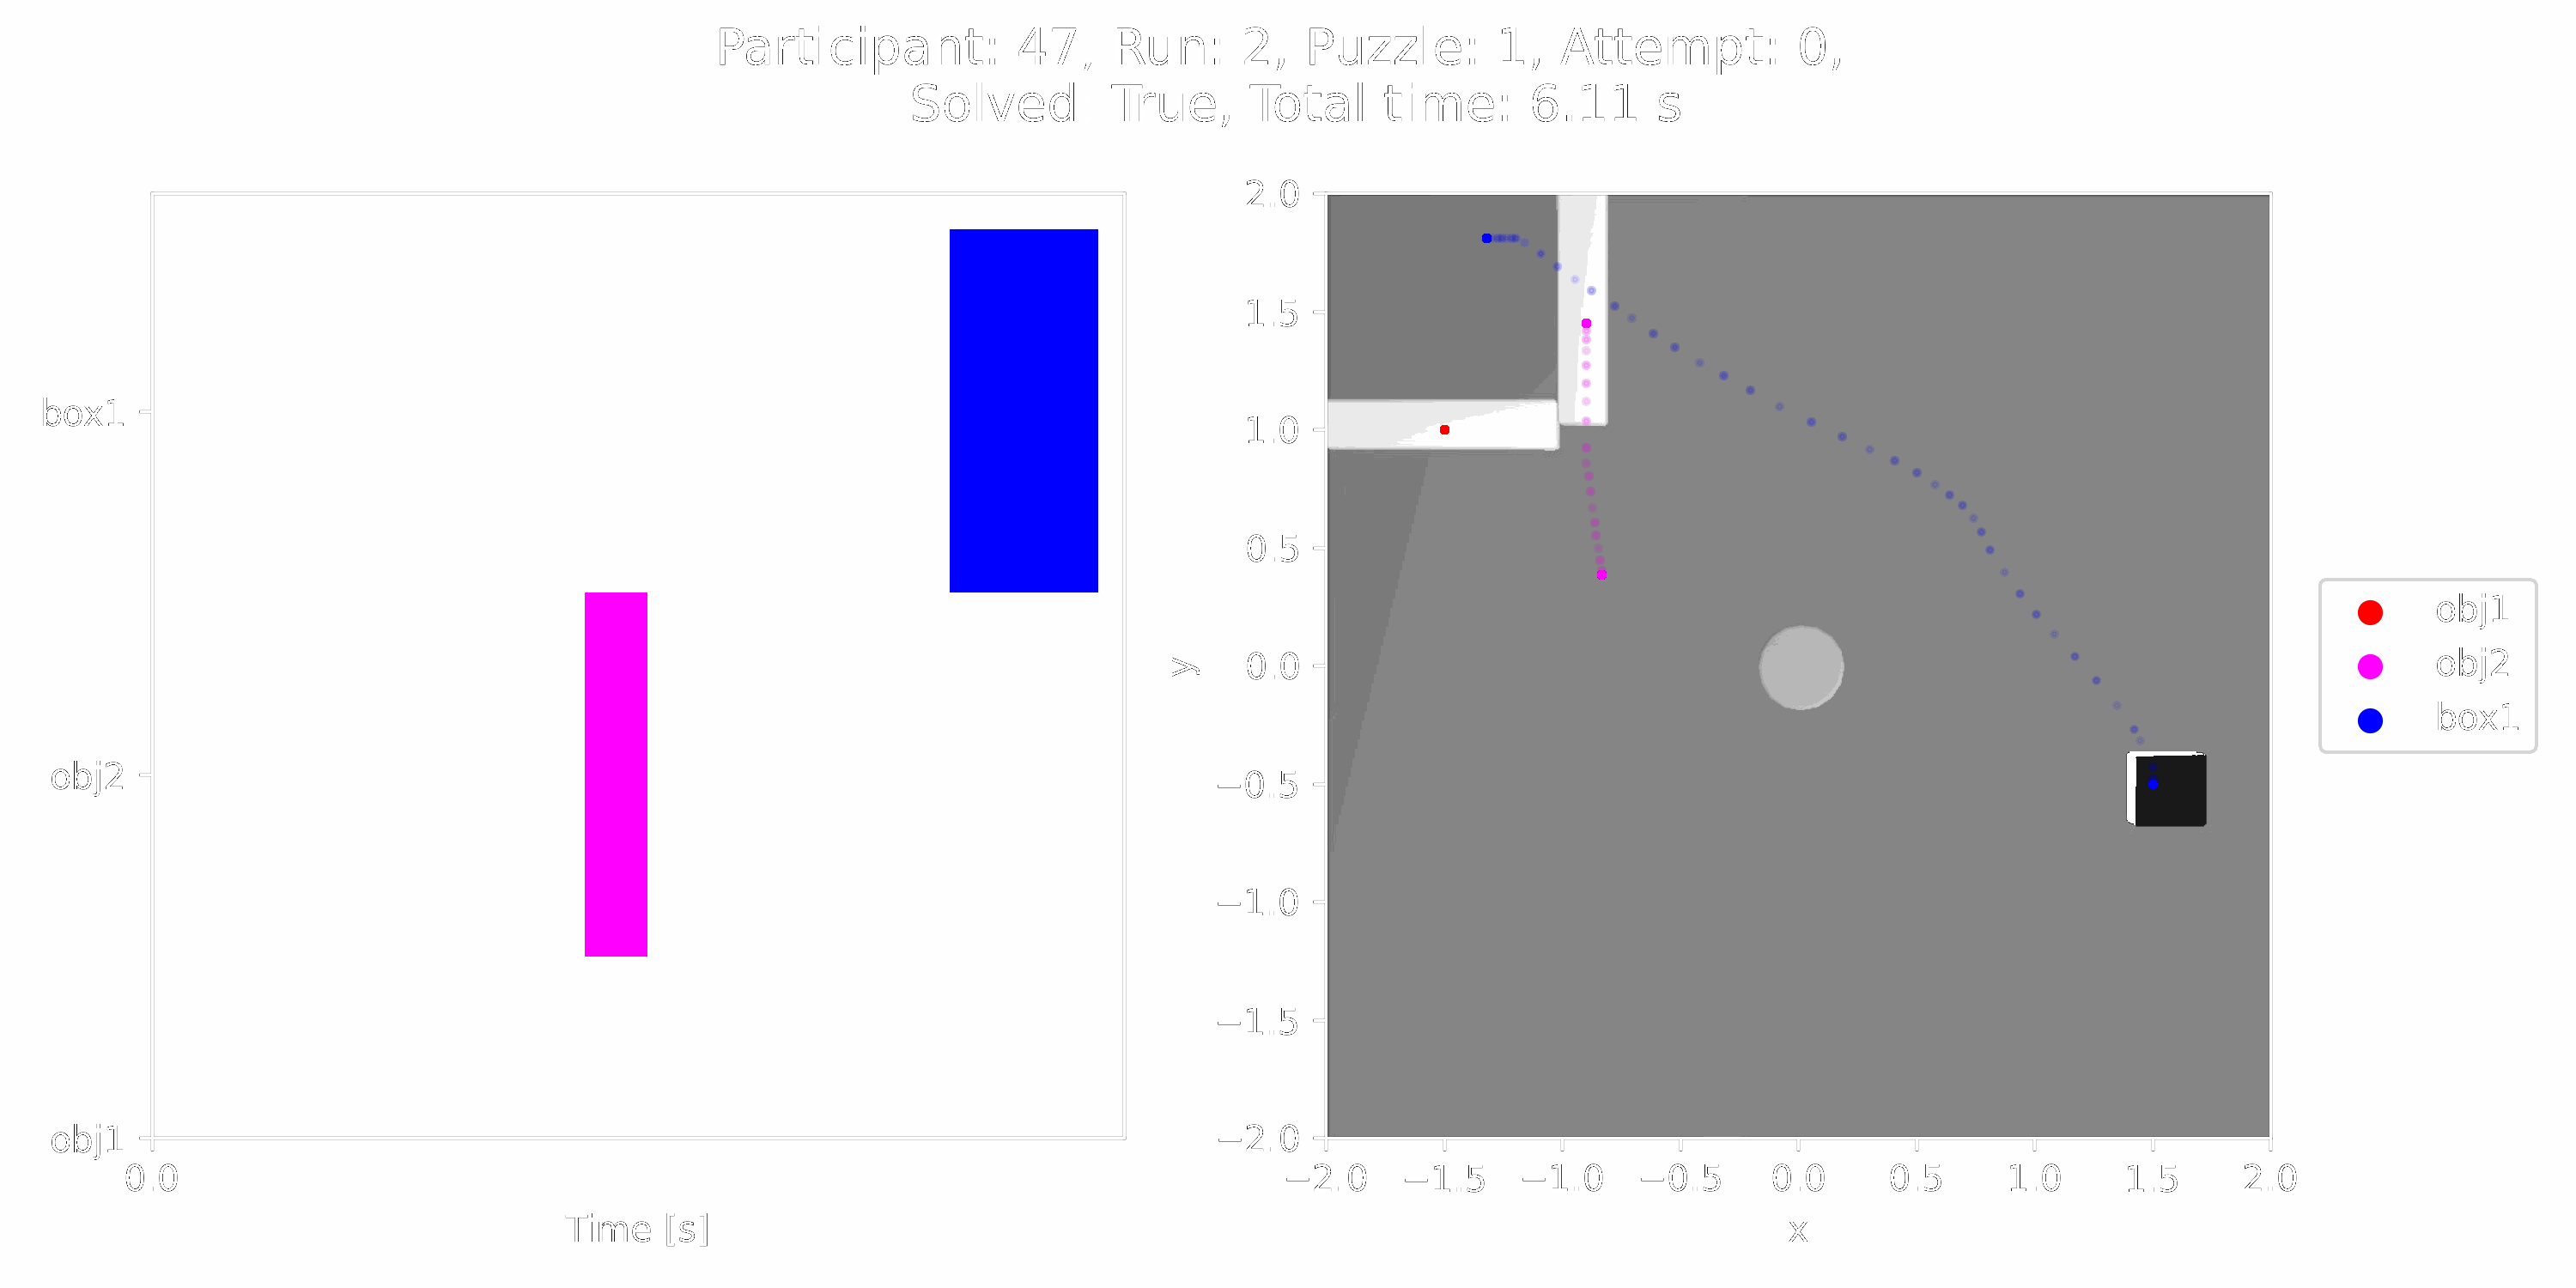 Participant: 47, Run: 2, Puzzle: 1, Attempt: 0,
Solved True, Total time: 6.11 s
box1
obj2
obj1
0.0
Time [s]
2.0
1.5
1.0
0.5
0.0
−0.5
−1.0
−1.5
−2.0
y
−2.0 −1.5 −1.0 −0.5 0.0 0.5 1.0 1.5 2.0
x
obj1
obj2
box1